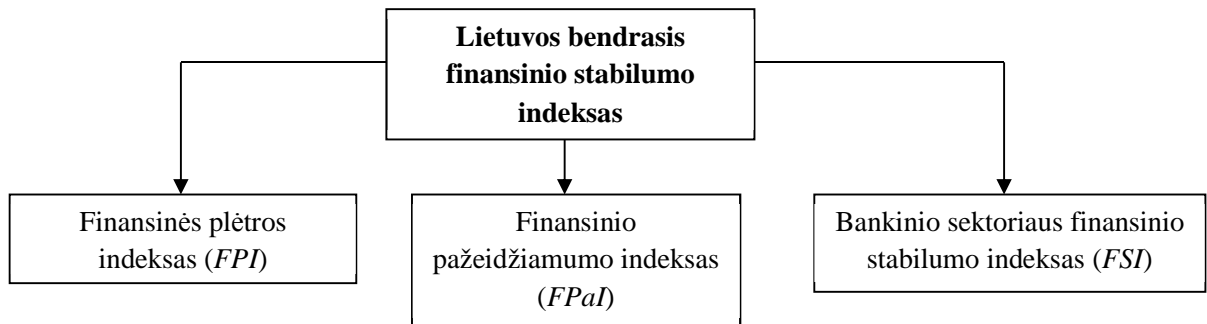 Lietuvos bendrasis
finansinio stabilumo
indeksas
Finansinės plėtros
indeksas (FPI)
Finansinio
pažeidžiamumo indeksas
(FPaI)
Bankinio sektoriaus finansinio
stabilumo indeksas (FSI)